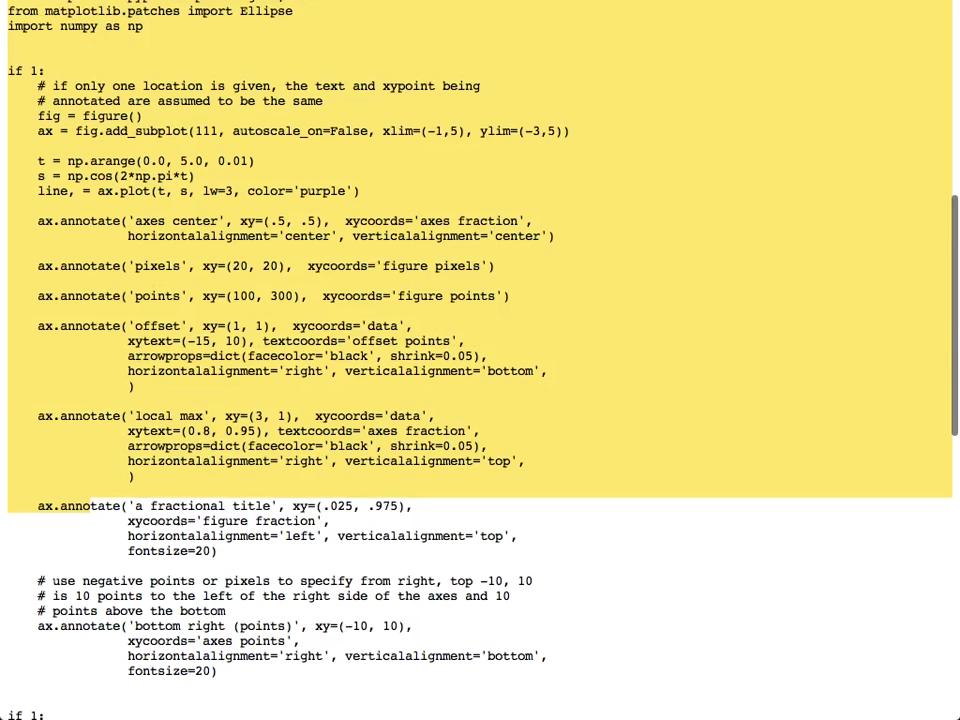 from matplotlib.patches import Ellipse
import numpy as np
if 1:
    # if only one location is given, the text and xypoint being
    # annotated are assumed to be the same
    fig = figure()
    ax = fig.add_subplot(111, autoscale_on=False, xlim=(-1,5), ylim=(-3,5))
    t = np.arange(0.0, 5.0, 0.01)
    s = np.cos(2*np.pi*t)
    line, = ax.plot(t, s, lw=3, color='purple')
    ax.annotate('axes center', xy=(.5, .5),  xycoords='axes fraction',
                horizontalalignment='center', verticalalignment='center')
    ax.annotate('pixels', xy=(20, 20),  xycoords='figure pixels')
    ax.annotate('points', xy=(100, 300),  xycoords='figure points')
    ax.annotate('offset', xy=(1, 1),  xycoords='data',
                xytext=(-15, 10), textcoords='offset points',
                arrowprops=dict(facecolor='black', shrink=0.05),
                horizontalalignment='right', verticalalignment='bottom',
                )
    ax.annotate('local max', xy=(3, 1),  xycoords='data',
                xytext=(0.8, 0.95), textcoords='axes fraction',
                arrowprops=dict(facecolor='black', shrink=0.05),
                horizontalalignment='right', verticalalignment='top',
                )
    ax.annotate('a fractional title', xy=(.025, .975),
                xycoords='figure fraction',
                horizontalalignment='left', verticalalignment='top',
                fontsize=20)
    # use negative points or pixels to specify from right, top -10, 10
    # is 10 points to the left of the right side of the axes and 10
    # points above the bottom
    ax.annotate('bottom right (points)', xy=(-10, 10),
                xycoords='axes points',
                horizontalalignment='right', verticalalignment='bottom',
                fontsize=20)
if 1: